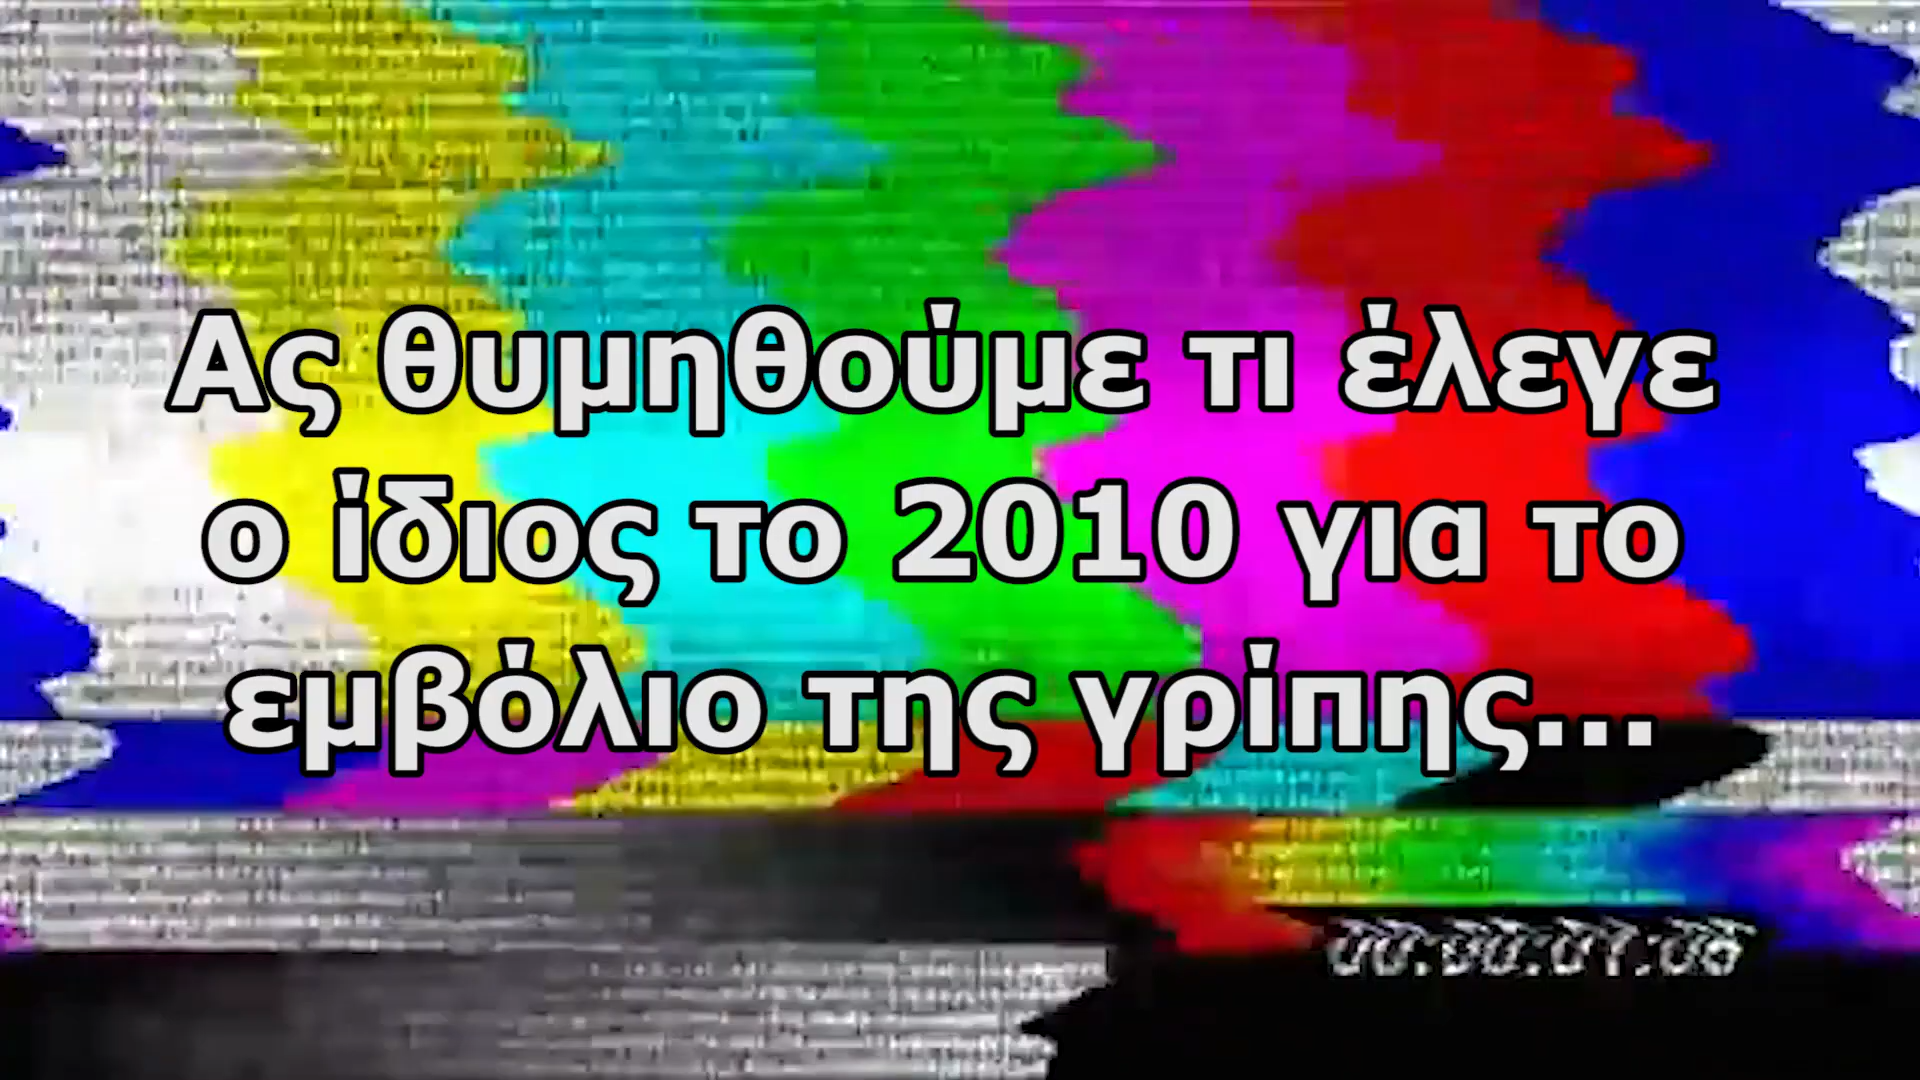 Ας θυμηθούμε τι έλεγε
ο ίδιος το 2010 για το
εμβόλιο της γρίπης...